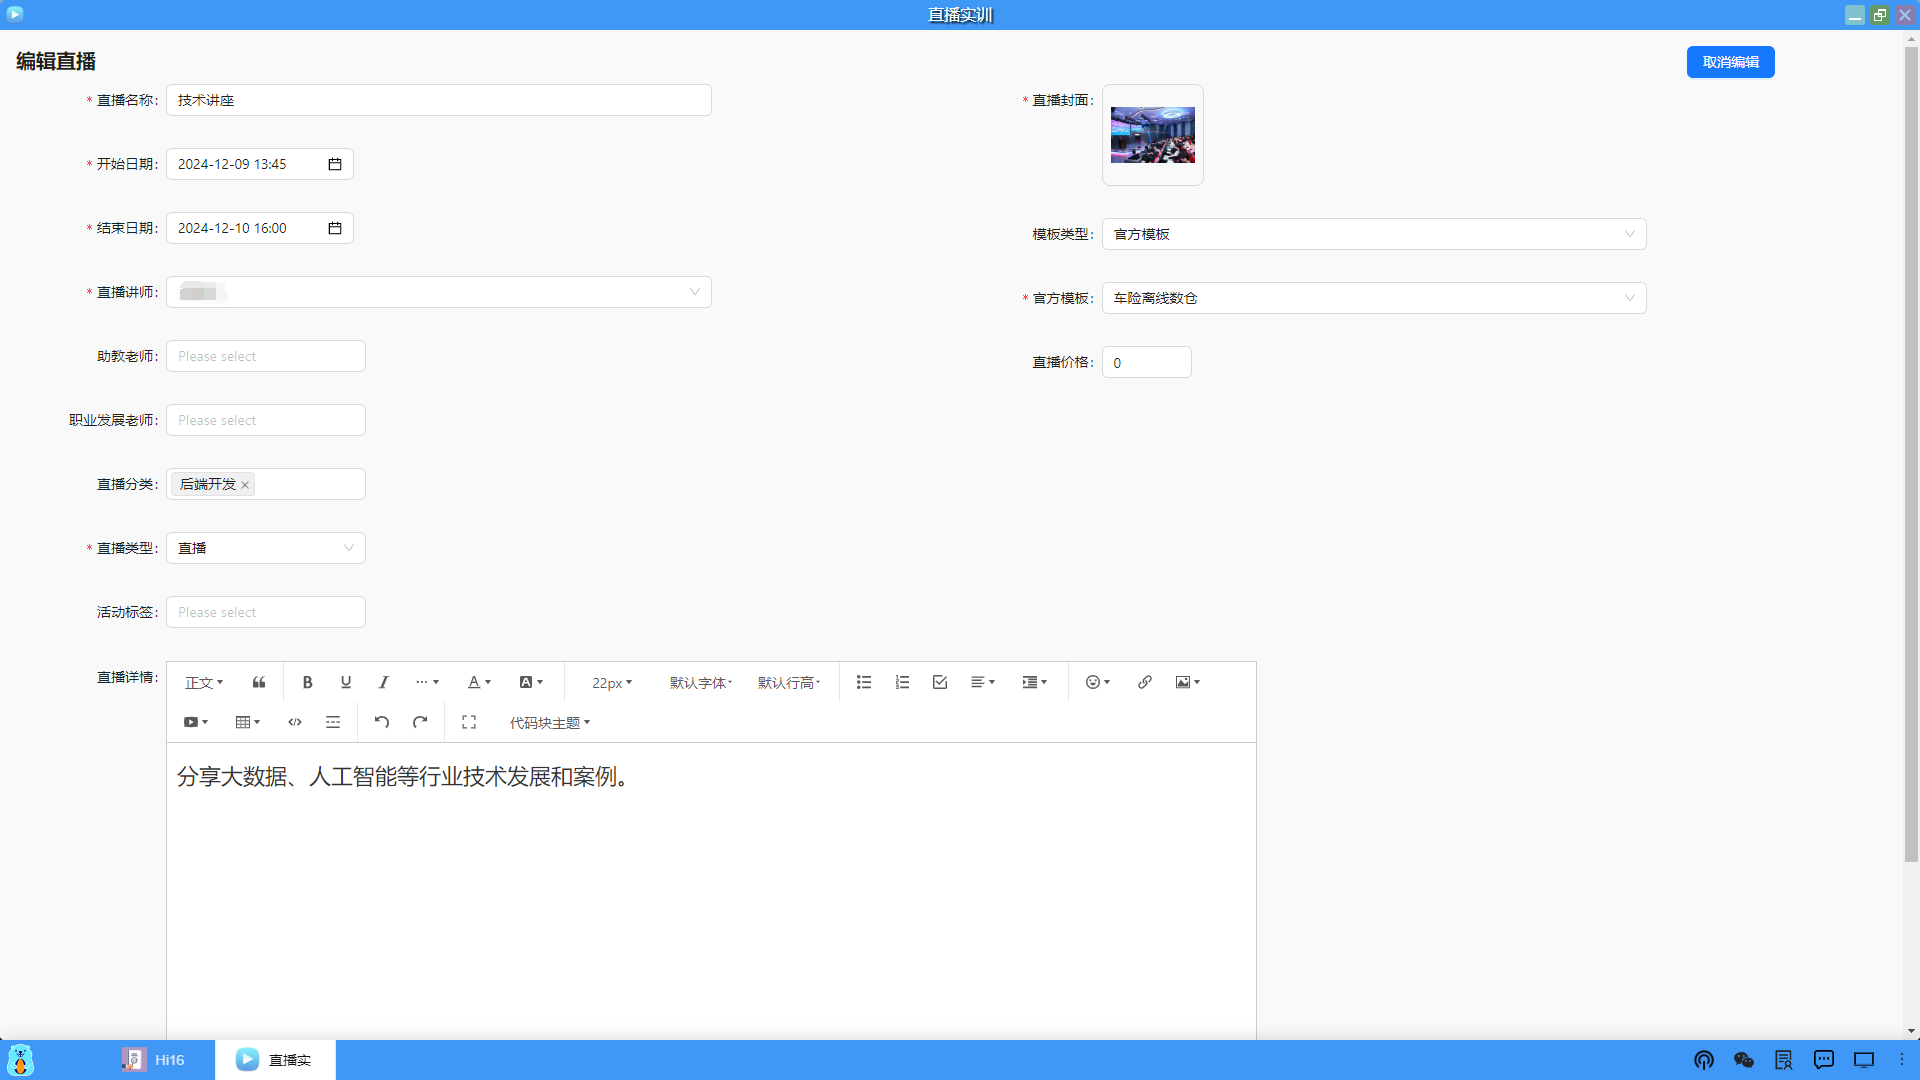 直播实训
编辑直播
取消编辑
* 直播名称: 技术讲座
* 开始日期: 2024-12-09 13:45
* 结束日期: 2024-12-10 16:00
* 直播讲师:
助教老师: Please select
职业发展老师: Please select
直播分类: 后端开发
* 直播类型: 直播
活动标签: Please select
* 直播封面:
模板类型: 官方模板
* 官方模板: 车险离线数仓
直播价格: 0
直播详情:
正文 B U I A A 22px 默认字体 默认行高
代码块主题
分享大数据、人工智能等行业技术发展和案例。
Hi16 直播实